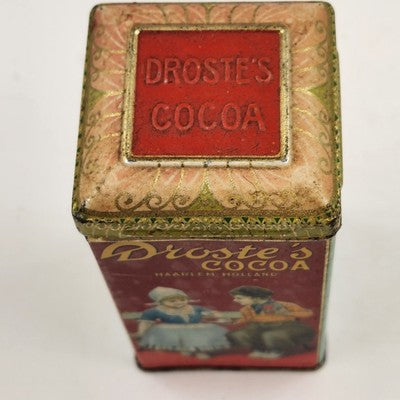 DROSTE'S
COCOA
Droste's
COCOA
HAARLEM HOLLAND